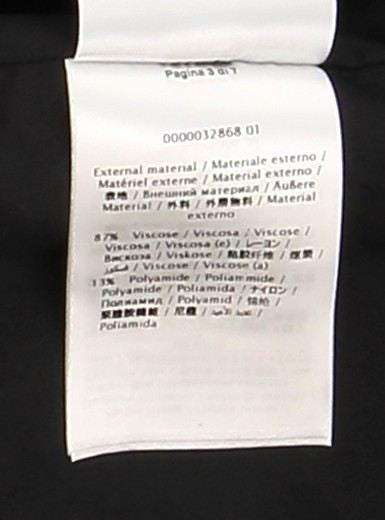 Pagina 3 di 7
0000032868 01
External material / Materiale esterno /
Matériel externe / Material externo /
表地 / Внешний материал / Äußere
Material / 外料 / 外層物料 / Material
externo
87% Viscose / Viscosa / Viscose /
Viscosa / Viscosa (e) / レーヨン /
Вискоза / Viskose / 粘胶纤维 /
/ Viscose / Viscose (a)
13% Polyamide / Poliammide /
Polyamide / Poliamida / ナイロン /
Полиамид / Polyamid / 锦纶 /
聚醯胺纖維 / 尼龍 /
Poliamida